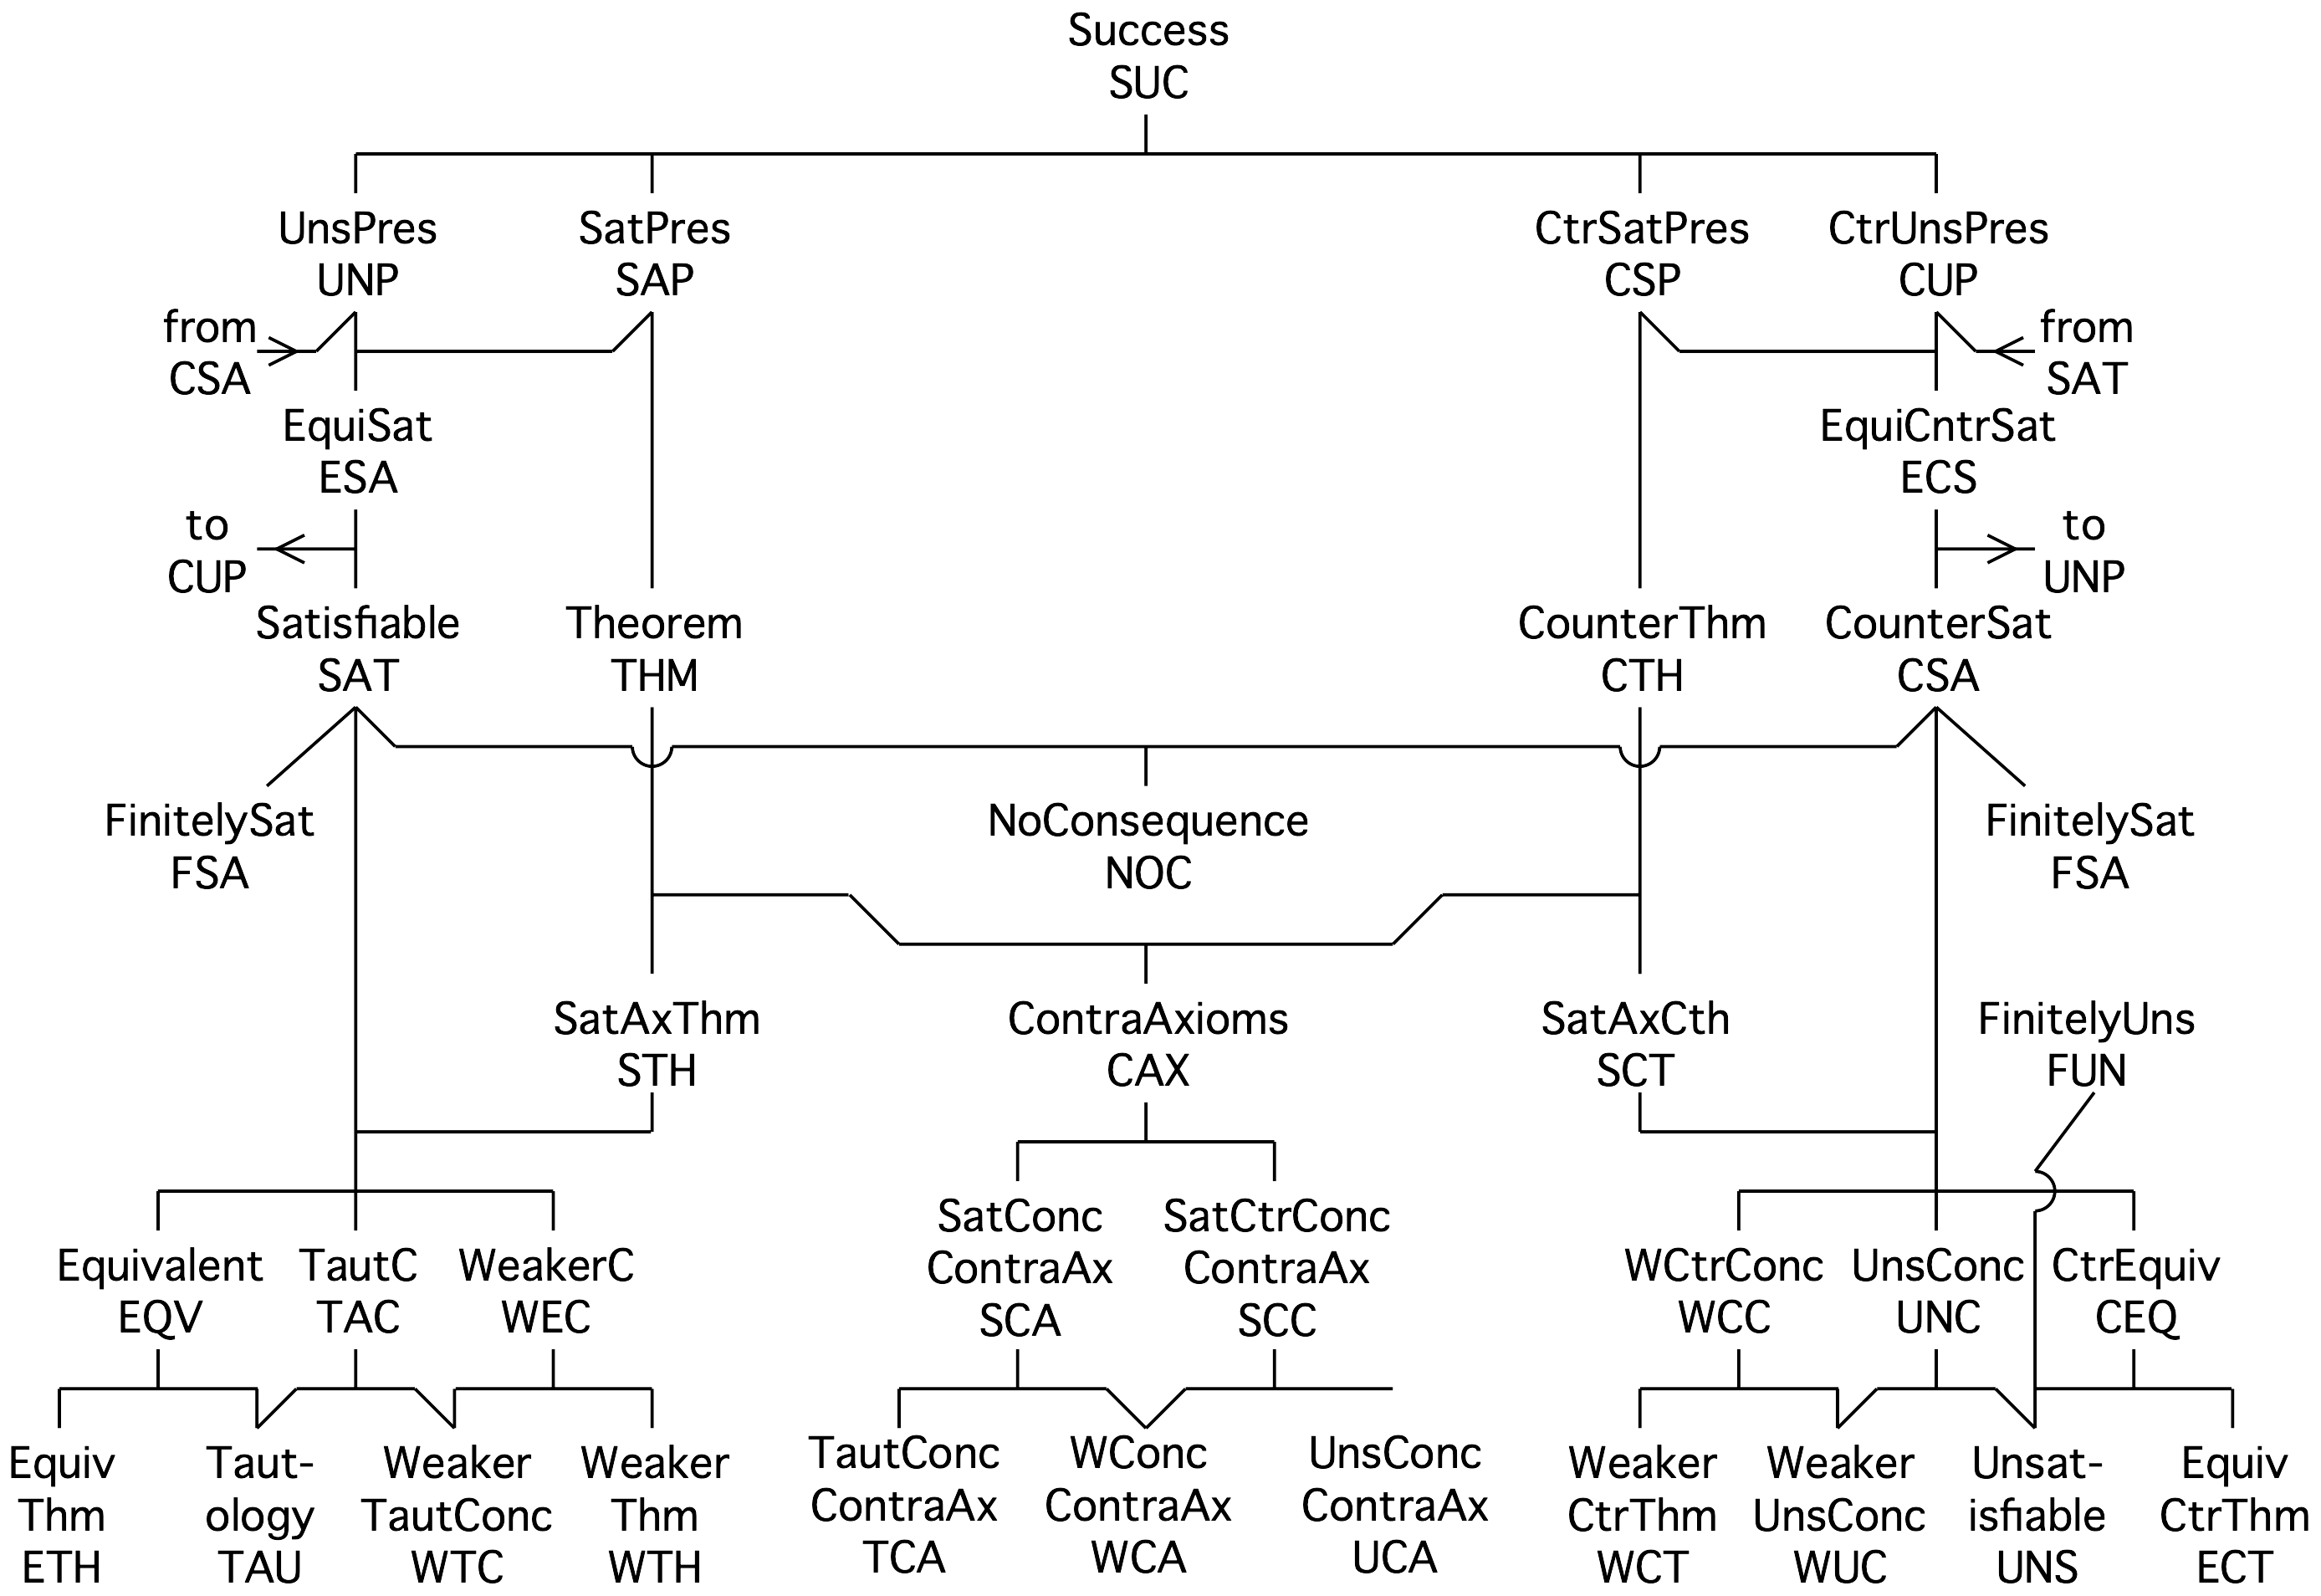 Success
SUC
UnsPres
UNP
SatPres
SAP
CtrSatPres
CSP
CtrUnsPres
CUP
from
CSA
from
SAT
EquiSat
ESA
EquiCntrSat
ECS
to
CUP
to
UNP
Satisfiable
SAT
Theorem
THM
CounterThm
CTH
CounterSat
CSA
FinitelySat
FSA
NoConsequence
NOC
FinitelySat
FSA
SatAxThm
STH
ContraAxioms
CAX
SatAxCth
SCT
FinitelyUns
FUN
Equivalent
EQV
TautC
TAC
WeakerC
WEC
SatConc
ContraAx
SCA
SatCtrConc
ContraAx
SCC
WCtrConc
WCC
UnsConc
UNC
CtrEquiv
CEQ
Equiv
Thm
ETH
Taut-
ology
TAU
Weaker
TautConc
WTC
Weaker
Thm
WTH
TautConc
ContraAx
TCA
WConc
ContraAx
WCA
UnsConc
ContraAx
UCA
Weaker
CtrThm
WCT
Weaker
UnsConc
WUC
Unsat-
isfiable
UNS
Equiv
CtrThm
ECT